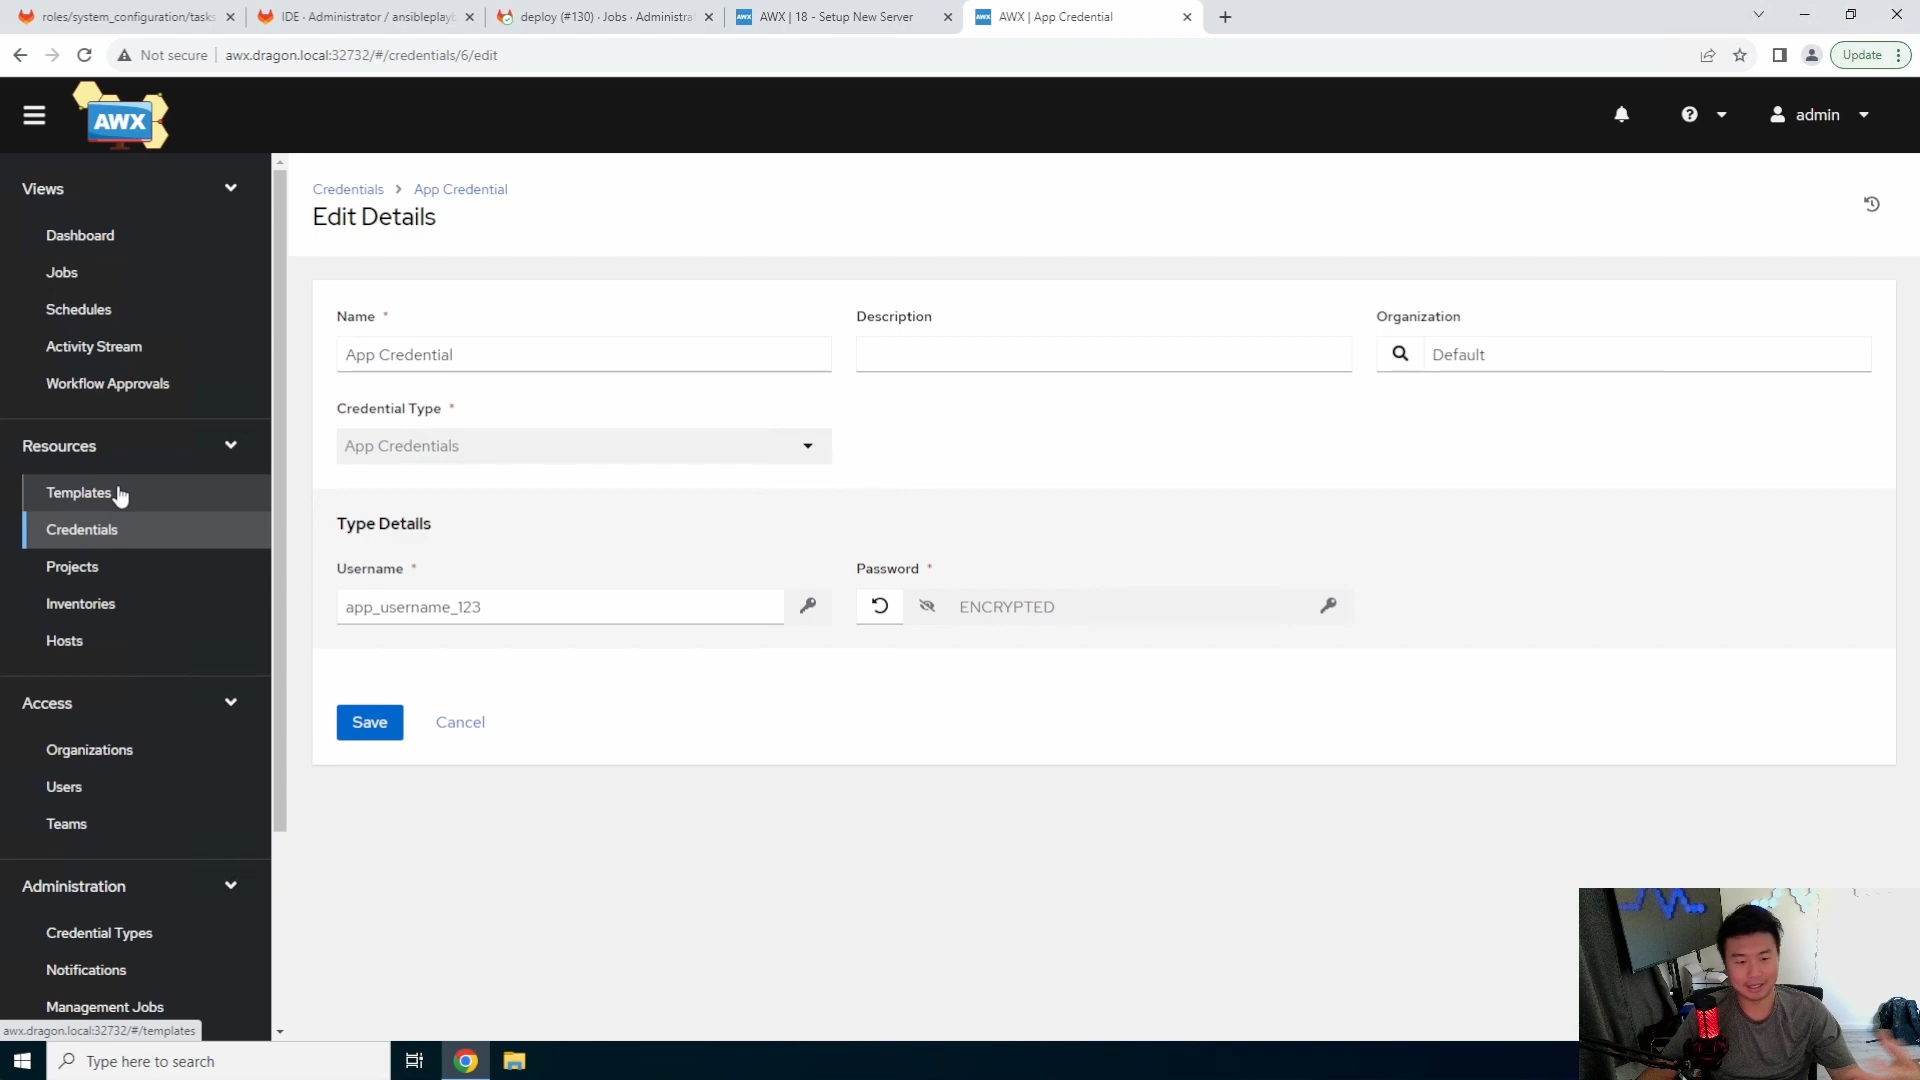 roles/system_configuration/tasks
IDE · Administrator / ansibleplayb
deploy (#130) · Jobs · Administra
AWX | 18 - Setup New Server
AWX | App Credential
Not secure
awx.dragon.local:32732/#/credentials/6/edit
Update
AWX
admin
Views
Dashboard
Jobs
Schedules
Activity Stream
Workflow Approvals
Resources
Templates
Credentials
Projects
Inventories
Hosts
Access
Organizations
Users
Teams
Administration
Credential Types
Notifications
Management Jobs
awx.dragon.local:32732/#/templates
Credentials > App Credential
Edit Details
Name *
App Credential
Description
Organization
Default
Credential Type *
App Credentials
Type Details
Username *
app_username_123
Password *
ENCRYPTED
Save
Cancel
Type here to search